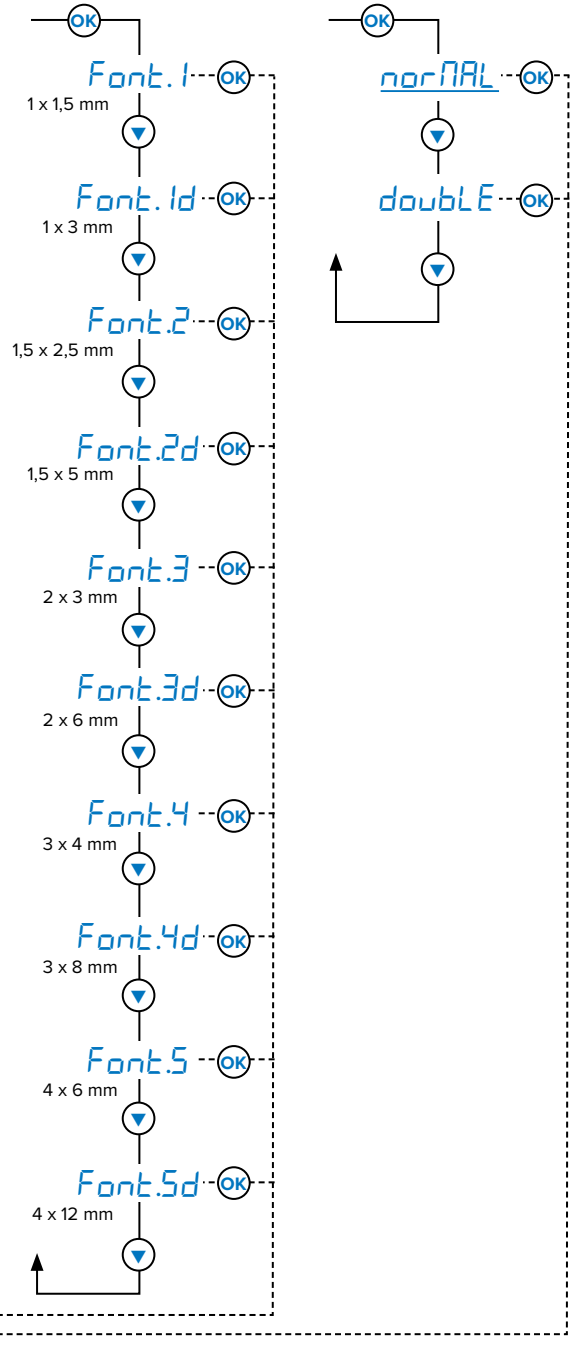 OK
Font.1 OK
1 x 1,5 mm
Font.1d OK
1 x 3 mm
Font.2 OK
1,5 x 2,5 mm
Font.2d OK
1,5 x 5 mm
Font.3 OK
2 x 3 mm
Font.3d OK
2 x 6 mm
Font.4 OK
3 x 4 mm
Font.4d OK
3 x 8 mm
Font.5 OK
4 x 6 mm
Font.5d OK
4 x 12 mm
OK
norMAL OK
doubLE OK